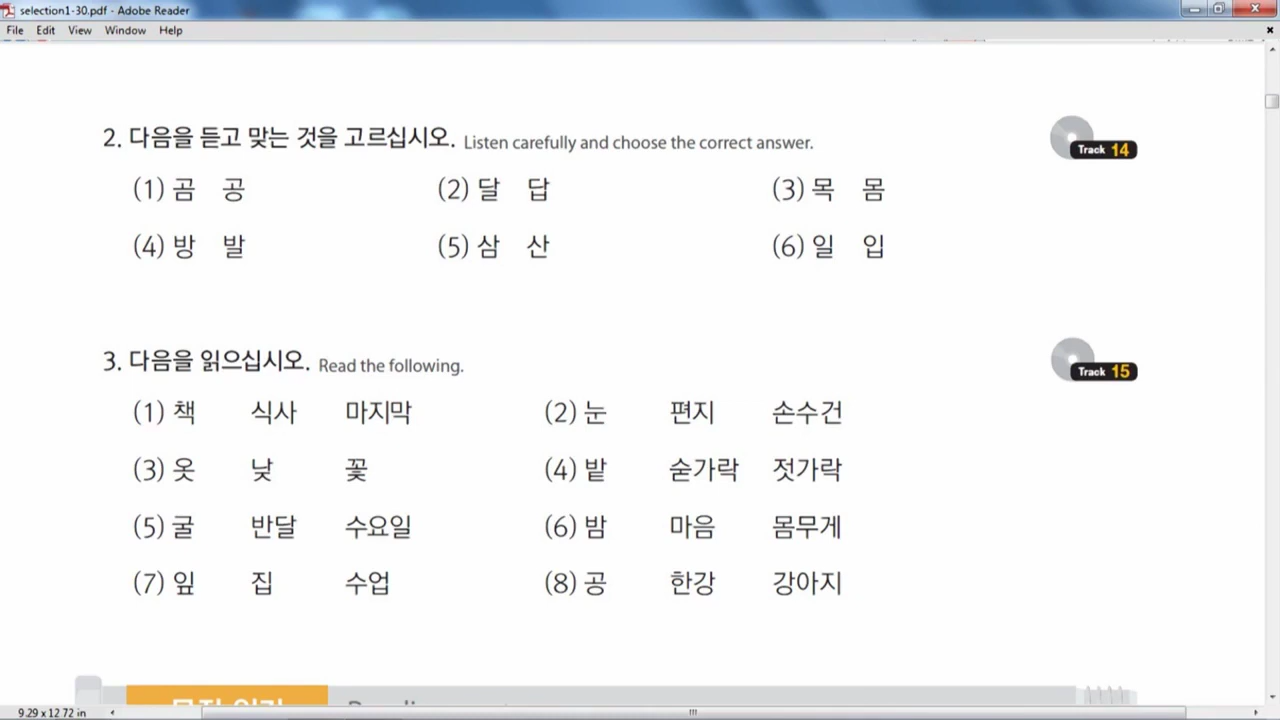 selection1-30.pdf - Adobe Reader
File Edit View Window Help
2. 다음을 듣고 맞는 것을 고르십시오. Listen carefully and choose the correct answer.
Track 14
(1) 곰 공 (2) 달 답 (3) 목 몸
(4) 방 발 (5) 삼 산 (6) 일 입
3. 다음을 읽으십시오. Read the following.
Track 15
(1) 책 식사 마지막 (2) 눈 편지 손수건
(3) 옷 낮 꽃 (4) 밭 숟가락 젓가락
(5) 굴 반달 수요일 (6) 밤 마음 몸무게
(7) 잎 집 수업 (8) 공 한강 강아지
9.29 x 12.72 in